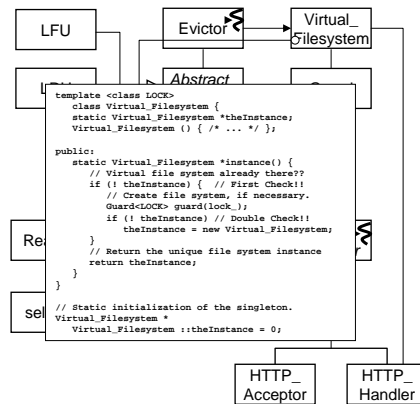 LFU
Evictor
Virtual_
Filesystem
Abstract
template <class LOCK>
class Virtual_Filesystem {
static Virtual_Filesystem *theInstance;
Virtual_Filesystem () { /* ... */ };
public:
static Virtual_Filesystem *instance() {
// Virtual file system already there??
if (! theInstance) { // First Check!!
// Create file system, if necessary.
Guard<LOCK> guard(lock_);
if (! theInstance) // Double Check!!
theInstance = new Virtual_Filesystem;
}
// Return the unique file system instance
return theInstance;
}
}
// Static initialization of the singleton.
Virtual_Filesystem *
Virtual_Filesystem ::theInstance = 0;
HTTP_
Acceptor
HTTP_
Handler